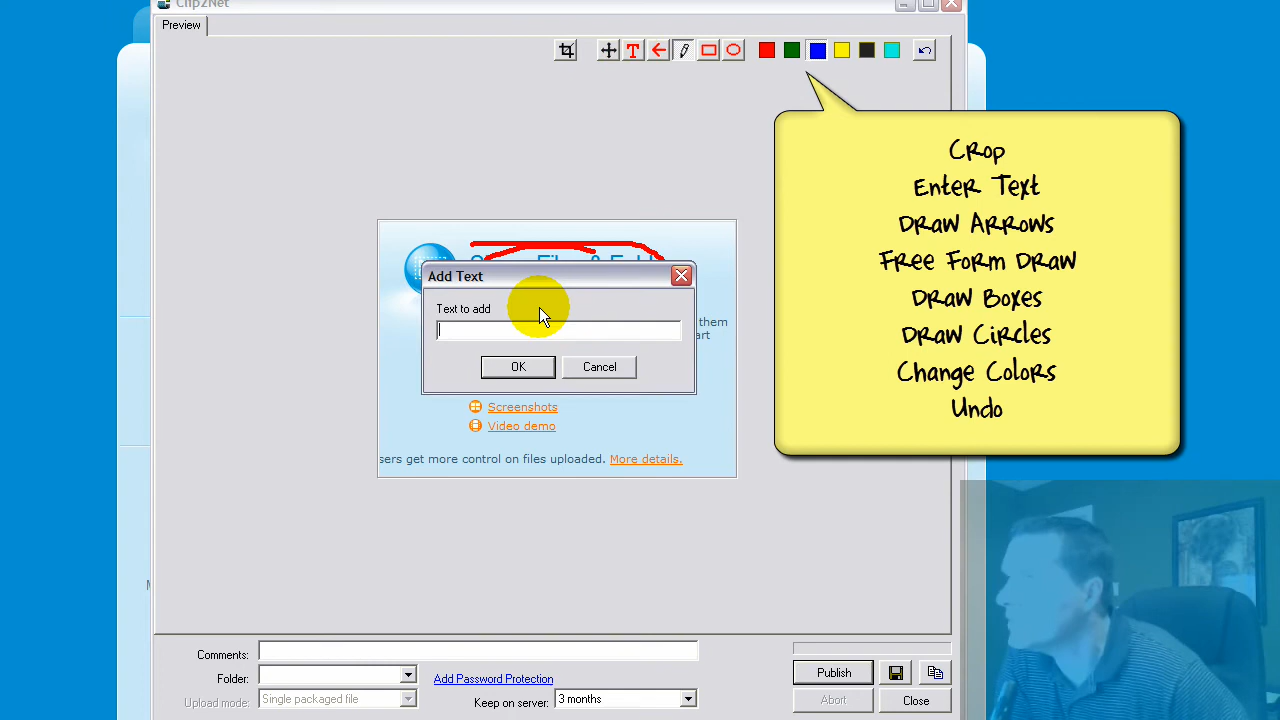 Clip2Net
Preview
T
Crop
Enter Text
Draw Arrows
Free Form Draw
Draw Boxes
Draw Circles
Change Colors
Undo
Add Text
Text to add
them
art
OK
Cancel
Screenshots
Video demo
sers get more control on files uploaded. More details.
Comments:
Folder:
Add Password Protection
Publish
Upload mode:
Single packaged file
Keep on server:
3 months
Abort
Close